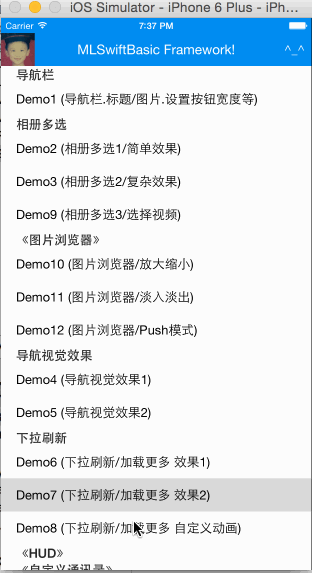 iOS Simulator - iPhone 6 Plus - iPh...
Carrier 7:37 PM
MLSwiftBasic Framework! ^_^
导航栏
Demo1 (导航栏.标题/图片.设置按钮宽度等)
相册多选
Demo2 (相册多选1/简单效果)
Demo3 (相册多选2/复杂效果)
Demo9 (相册多选3/选择视频)
《图片浏览器》
Demo10 (图片浏览器/放大缩小)
Demo11 (图片浏览器/淡入淡出)
Demo12 (图片浏览器/Push模式)
导航视觉效果
Demo4 (导航视觉效果1)
Demo5 (导航视觉效果2)
下拉刷新
Demo6 (下拉刷新/加载更多 效果1)
Demo7 (下拉刷新/加载更多 效果2)
Demo8 (下拉刷新/加载更多 自定义动画)
《HUD》
《自定义通讯录》